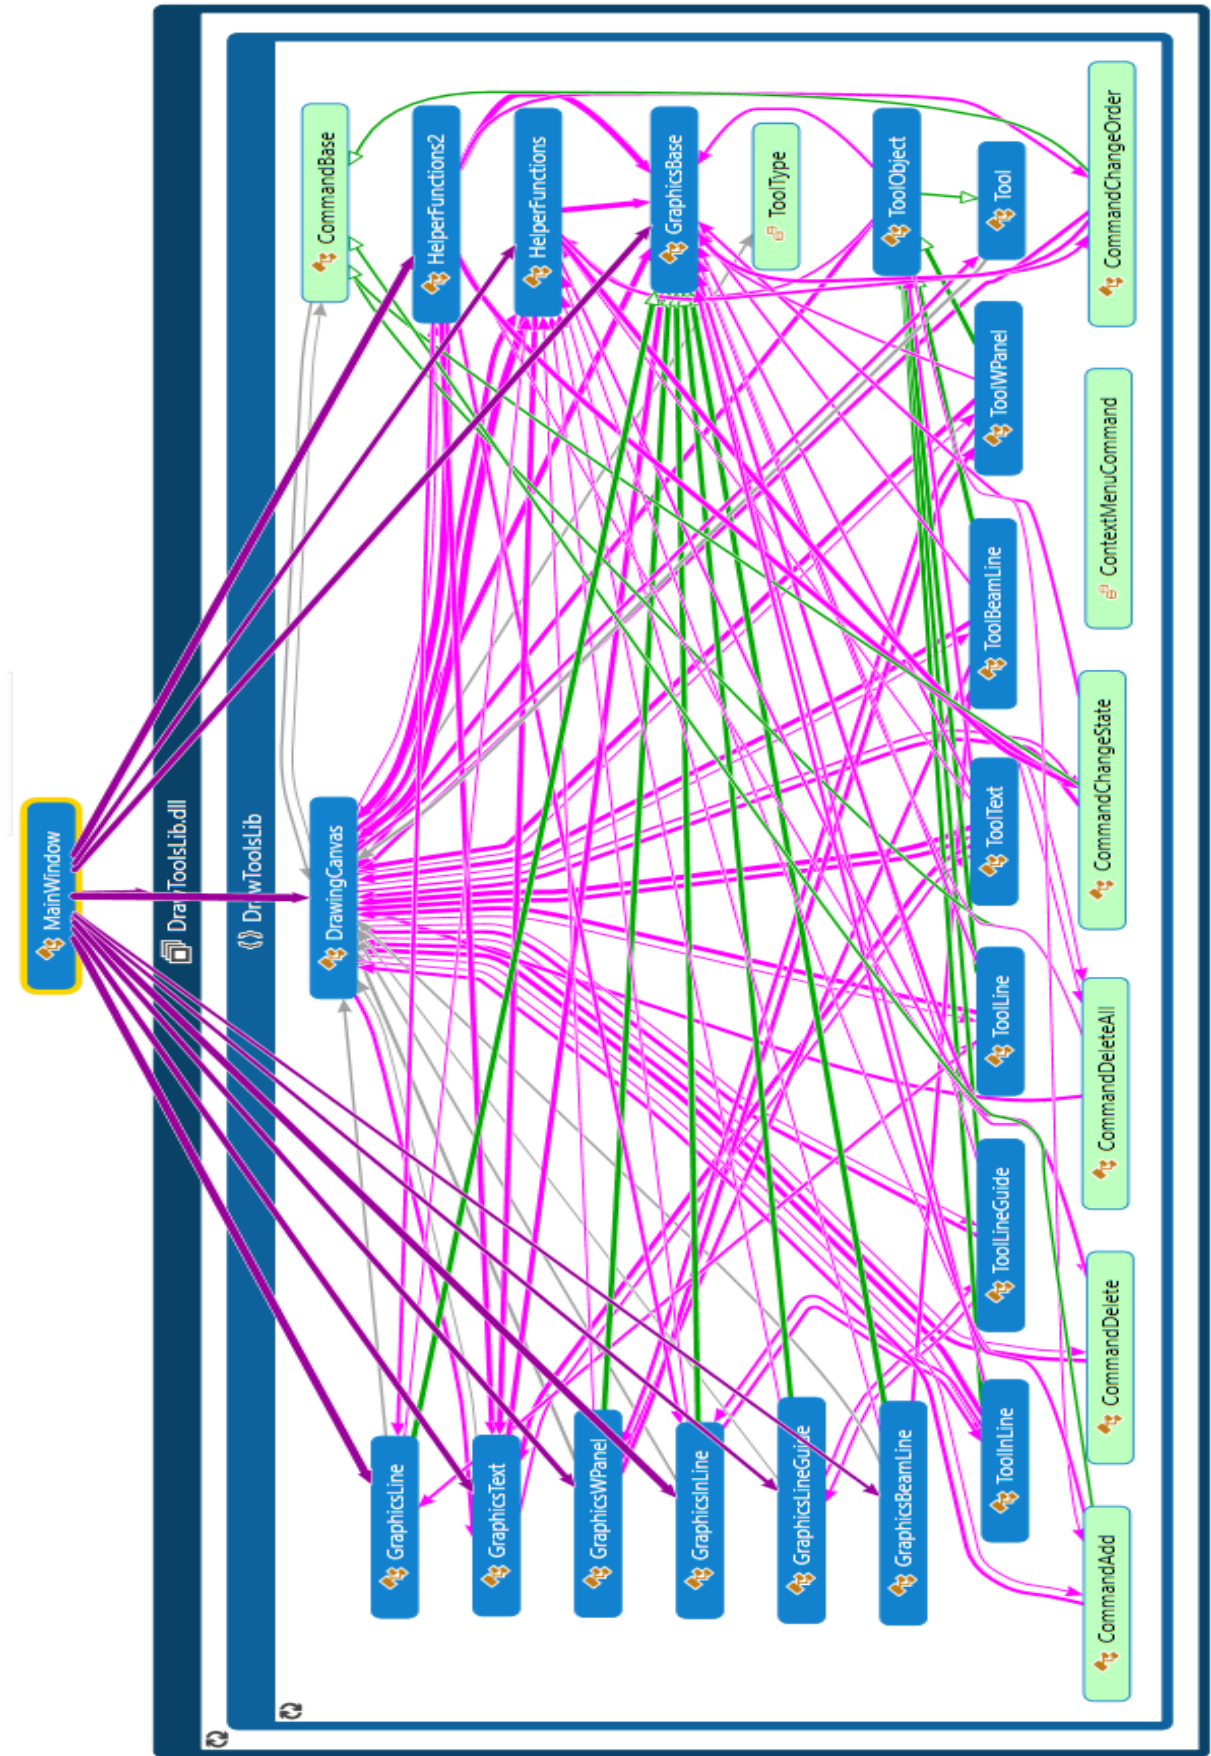 MainWindow
DrawToolsLib.dll
{} DrawToolsLib
CommandBase
HelperFunctions2
HelperFunctions
GraphicsBase
ToolType
ToolObject
Tool
CommandChangeOrder
ToolWPanel
ContextMenuCommand
ToolBeamLine
CommandChangeState
ToolText
DrawingCanvas
ToolLine
CommandDeleteAll
ToolLineGuide
CommandDelete
ToolInLine
CommandAdd
GraphicsLine
GraphicsText
GraphicsWPanel
GraphicsInLine
GraphicsLineGuide
GraphicsBeamLine